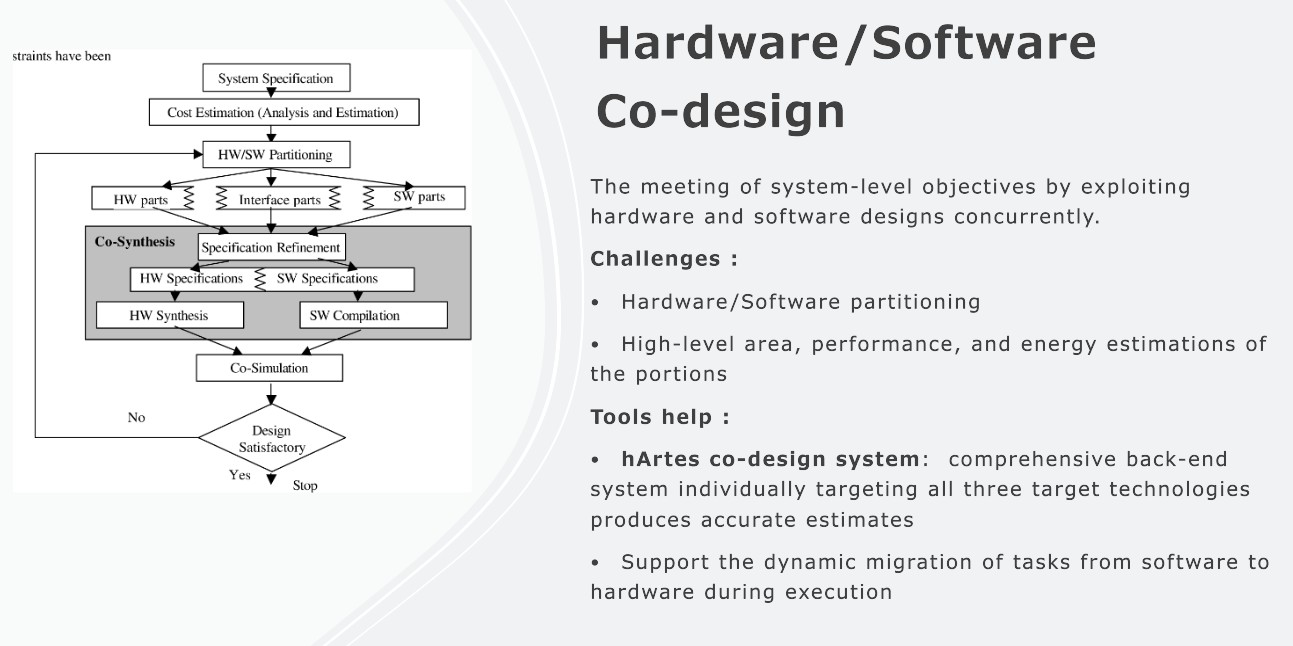 straints have been
System Specification
Cost Estimation (Analysis and Estimation)
HW/SW Partitioning
HW parts
Interface parts
SW parts
Co-Synthesis
Specification Refinement
HW Specifications
SW Specifications
HW Synthesis
SW Compilation
Co-Simulation
No
Design
Satisfactory
Yes
Stop
Hardware/Software
Co-design
The meeting of system-level objectives by exploiting
hardware and software designs concurrently.
Challenges :
• Hardware/Software partitioning
• High-level area, performance, and energy estimations of
the portions
Tools help :
• hArtes co-design system: comprehensive back-end
system individually targeting all three target technologies
produces accurate estimates
• Support the dynamic migration of tasks from software to
hardware during execution